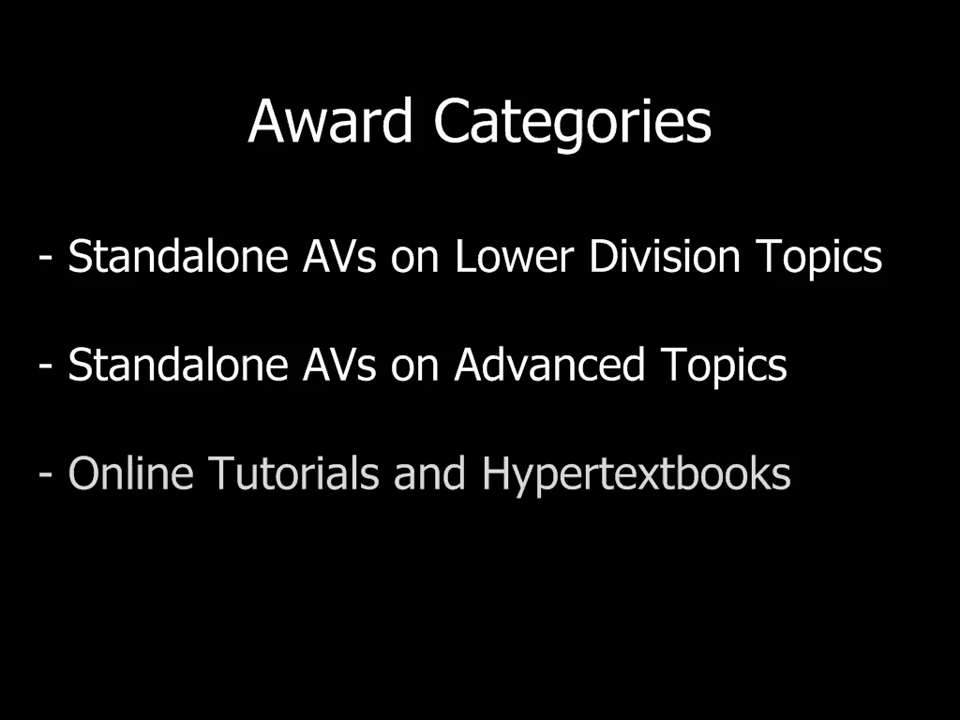 Award Categories
- Standalone AVs on Lower Division Topics
- Standalone AVs on Advanced Topics
- Online Tutorials and Hypertextbooks